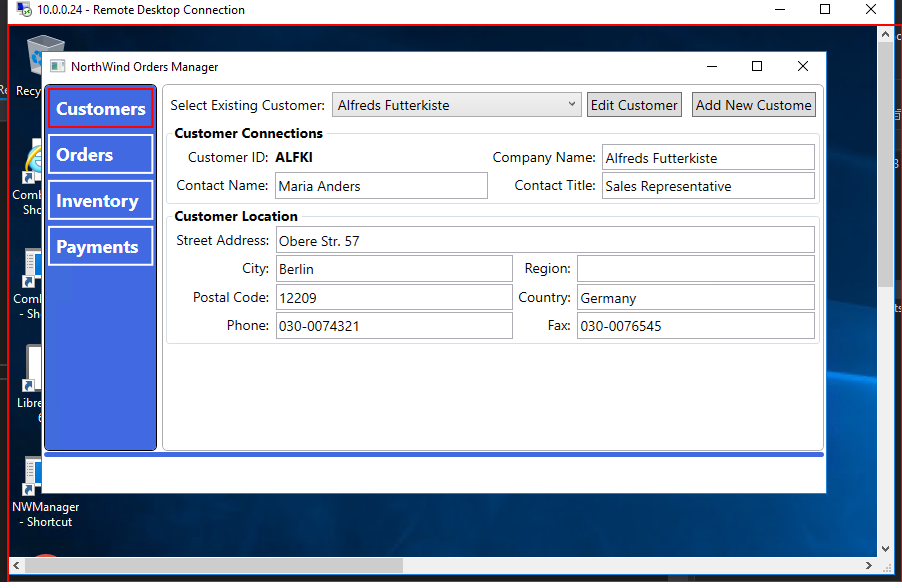 10.0.0.24 - Remote Desktop Connection
Recy
NorthWind Orders Manager
Customers
Orders
Inventory
Payments
Select Existing Customer: Alfreds Futterkiste Edit Customer Add New Custome
Customer Connections
Customer ID: ALFKI Company Name: Alfreds Futterkiste
Contact Name: Maria Anders Contact Title: Sales Representative
Customer Location
Street Address: Obere Str. 57
City: Berlin Region:
Postal Code: 12209 Country: Germany
Phone: 030-0074321 Fax: 030-0076545
Comb
Sho
Comb
- Sh
Libre
6
NWManager
- Shortcut